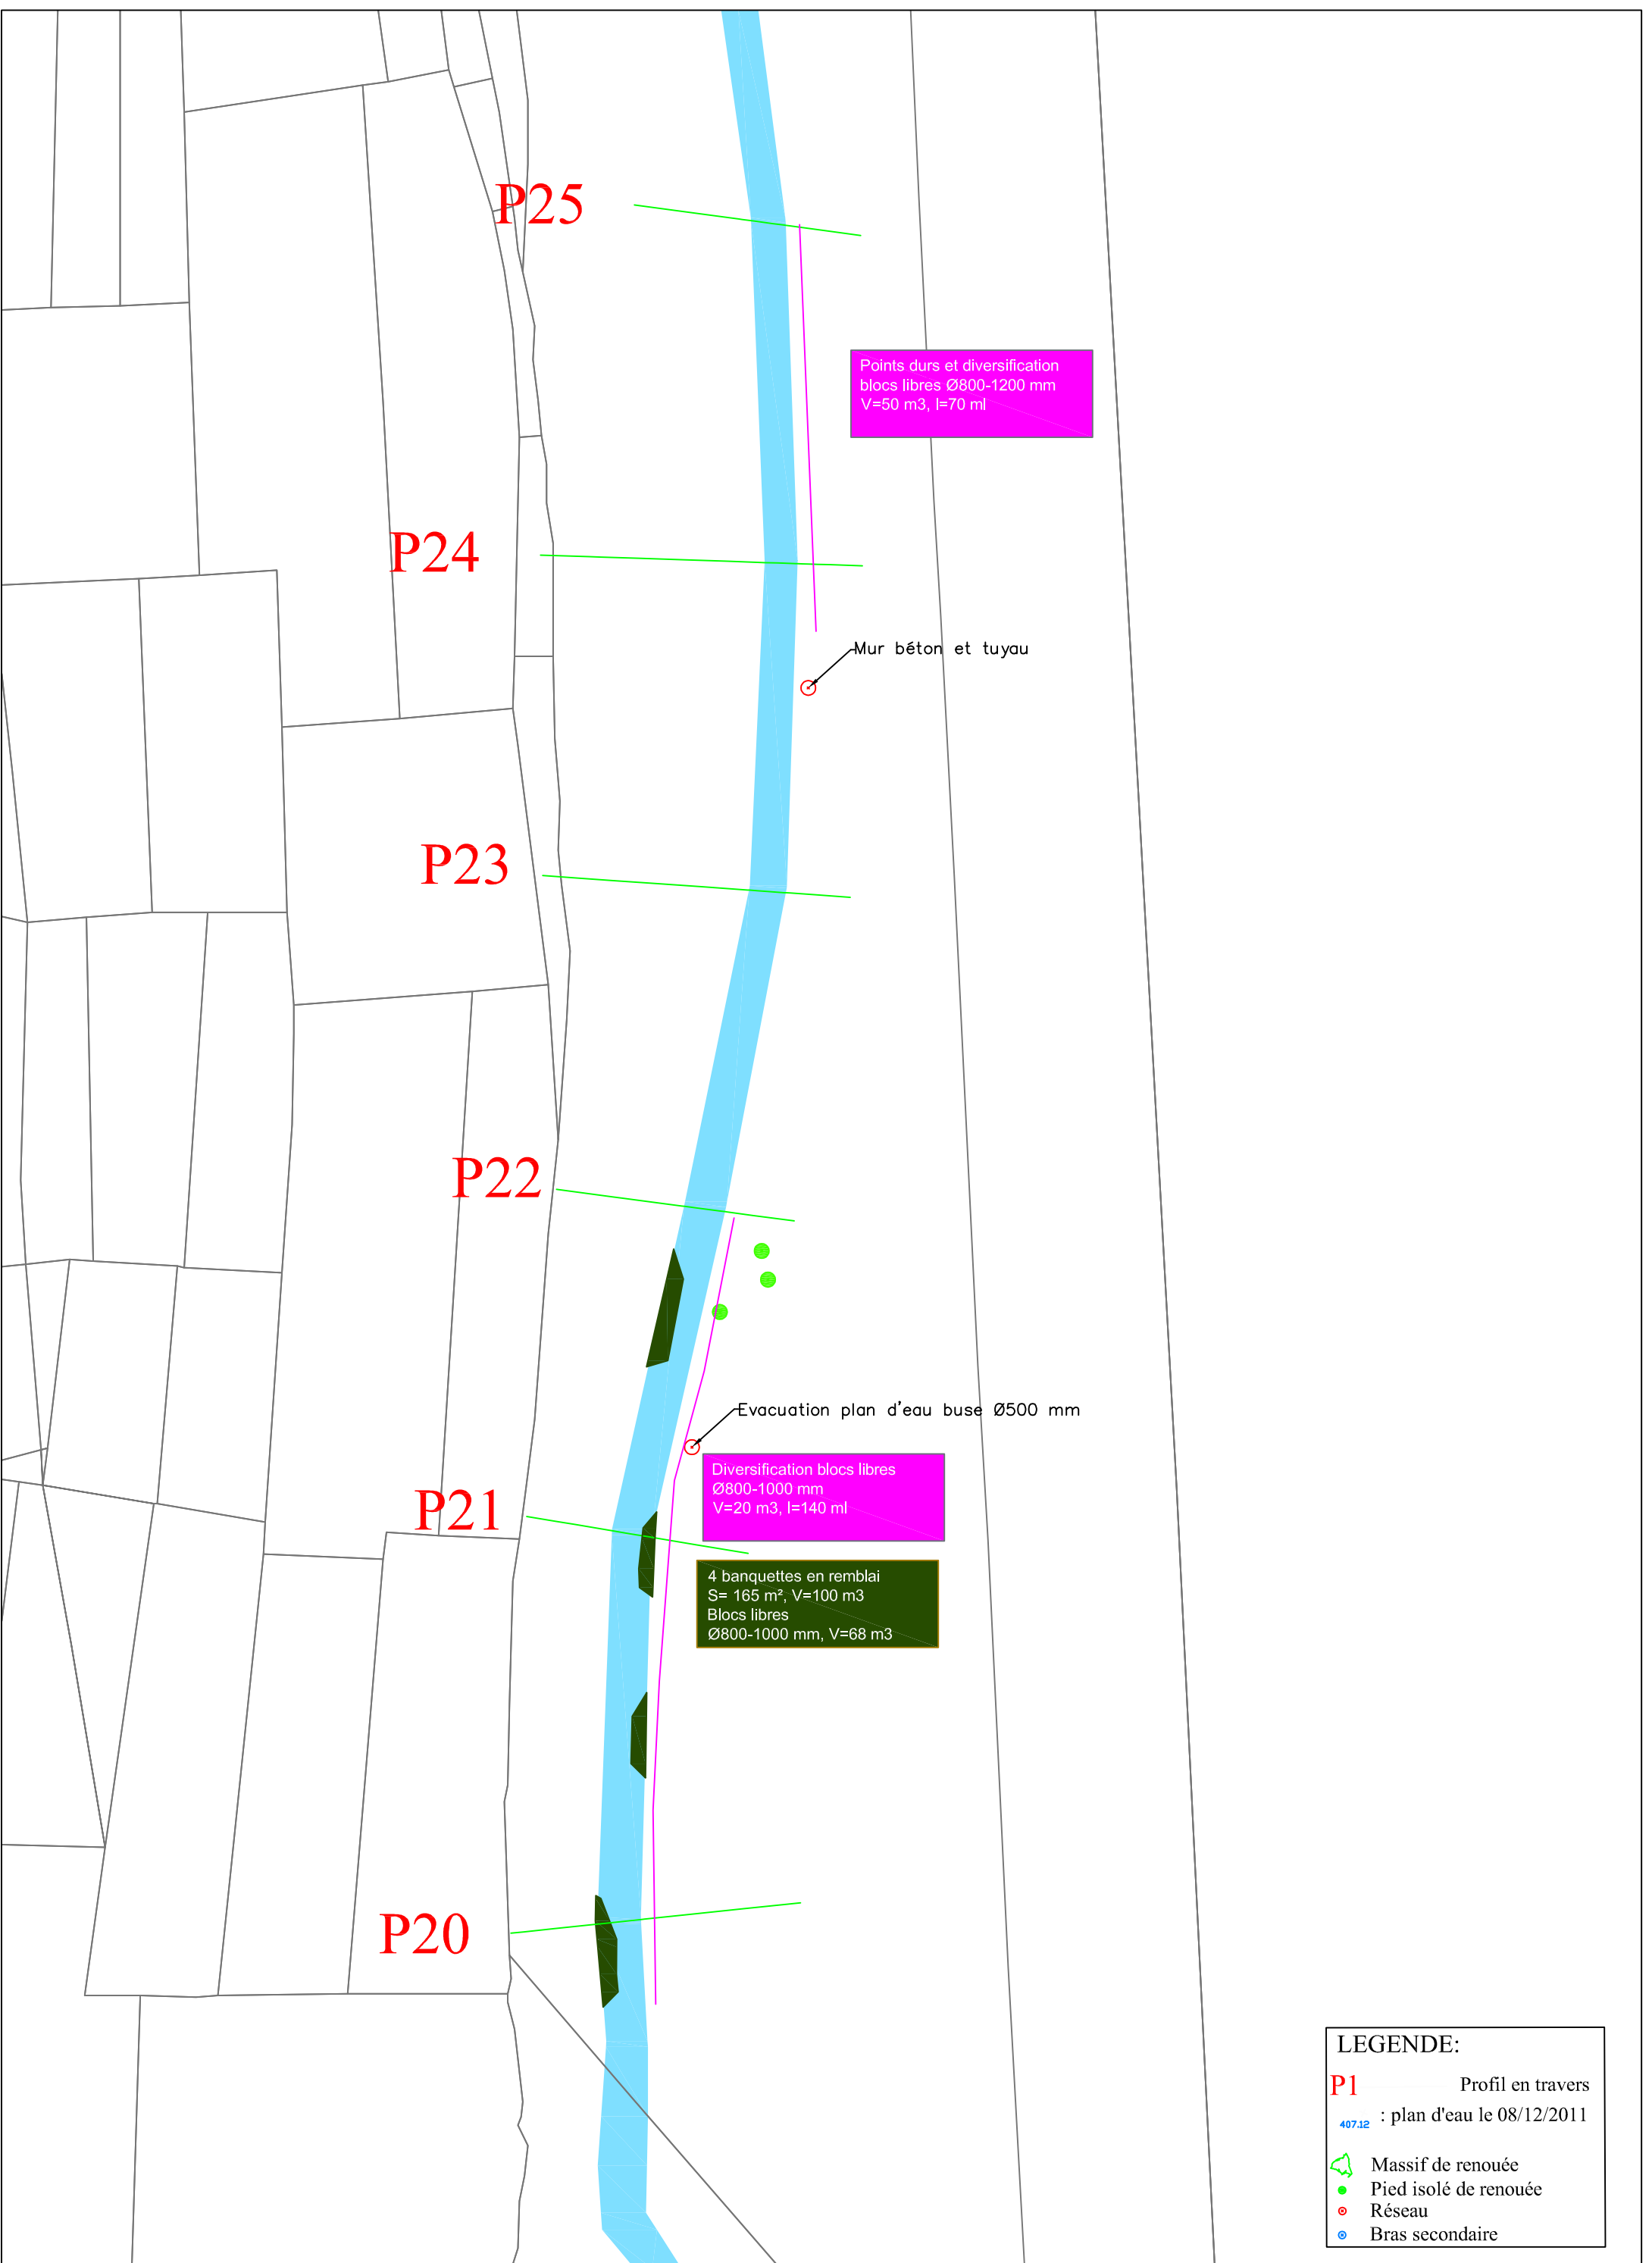 P25
Points durs et diversification
blocs libres Ø800-1200 mm
V=50 m3, l=70 ml
P24
Mur béton et tuyau
P23
P22
Evacuation plan d'eau buse Ø500 mm
Diversification blocs libres
Ø800-1000 mm
V=20 m3, l=140 ml
P21
4 banquettes en remblai
S= 165 m², V=100 m3
Blocs libres
Ø800-1000 mm, V=68 m3
P20
LEGENDE:
P1 Profil en travers
407.12 : plan d'eau le 08/12/2011
Massif de renouée
Pied isolé de renouée
Réseau
Bras secondaire